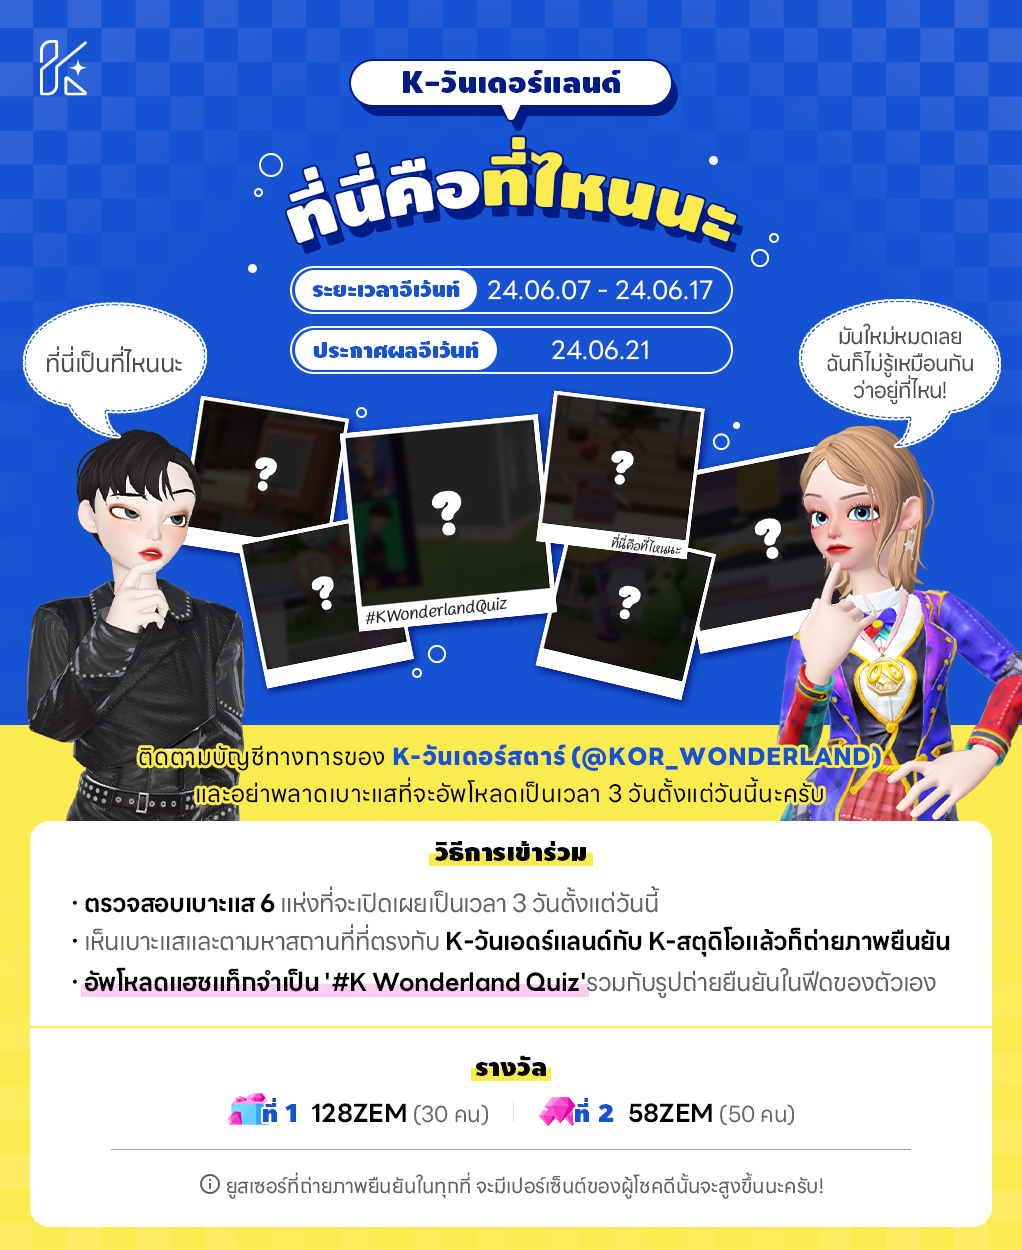 K-วันเดอร์แลนด์
ที่นี่คือที่ไหนนะ
ระยะเวลาอีเว้นท์ 24.06.07 - 24.06.17
ประกาศผลอีเว้นท์ 24.06.21
ที่นี่เป็นที่ไหนนะ
มันใหม่หมดเลย
ฉันก็ไม่รู้เหมือนกัน
ว่าอยู่ที่ไหน!
?
?
?
?
?
?
ที่นี่คือที่ไหนนะ
#KWonderlandQuiz
ติดตามบัญชีทางการของ K-วันเดอร์สตาร์ (@KOR_WONDERLAND)
และอย่าพลาดเบาะแสที่จะอัพโหลดเป็นเวลา 3 วันตั้งแต่วันนี้นะครับ
วิธีการเข้าร่วม
· ตรวจสอบเบาะแส 6 แห่งที่จะเปิดเผยเป็นเวลา 3 วันตั้งแต่วันนี้
· เห็นเบาะแสและตามหาสถานที่ที่ตรงกับ K-วันเอดร์แลนด์กับ K-สตูดิโอแล้วก็ถ่ายภาพยืนยัน
· อัพโหลดแฮชแท็กจำเป็น '#K Wonderland Quiz'รวมกับรูปถ่ายยืนยันในฟีดของตัวเอง
รางวัล
ที่ 1 128ZEM (30 คน) ที่ 2 58ZEM (50 คน)
ยูสเซอร์ที่ถ่ายภาพยืนยันในทุกที่ จะมีเปอร์เซ็นต์ของผู้โชคดีนั้นจะสูงขึ้นนะครับ!